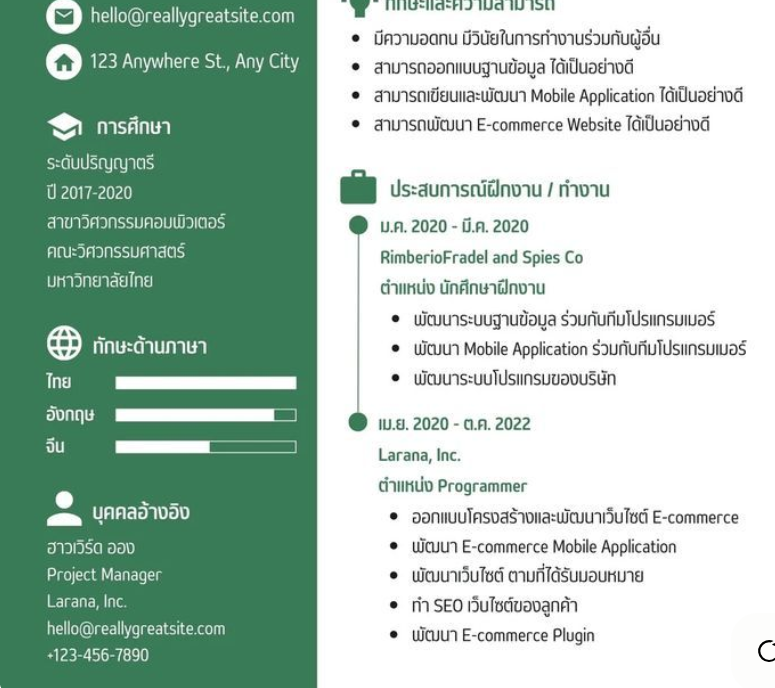 hello@reallygreatsite.com
123 Anywhere St., Any City
การศึกษา
ระดับปริญญาตรี
ปี 2017-2020
สาขาวิศวกรรมคอมพิวเตอร์
คณะวิศวกรรมศาสตร์
มหาวิทยาลัยไทย
ทักษะด้านภาษา
ไทย
อังกฤษ
จีน
บุคคลอ้างอิง
ฮาวเวิร์ด ออง
Project Manager
Larana, Inc.
hello@reallygreatsite.com
+123-456-7890
ทักษะและความสามารถ
• มีความอดทน มีวินัยในการทำงานร่วมกับผู้อื่น
• สามารถออกแบบฐานข้อมูล ได้เป็นอย่างดี
• สามารถเขียนและพัฒนา Mobile Application ได้เป็นอย่างดี
• สามารถพัฒนา E-commerce Website ได้เป็นอย่างดี
ประสบการณ์ฝึกงาน / ทำงาน
ม.ค. 2020 - มี.ค. 2020
RimberioFradel and Spies Co
ตำแหน่ง นักศึกษาฝึกงาน
• พัฒนาระบบฐานข้อมูล ร่วมกับทีมโปรแกรมเมอร์
• พัฒนา Mobile Application ร่วมกับทีมโปรแกรมเมอร์
• พัฒนาระบบโปรแกรมของบริษัท
เม.ย. 2020 - ต.ค. 2022
Larana, Inc.
ตำแหน่ง Programmer
• ออกแบบโครงสร้างและพัฒนาเว็บไซต์ E-commerce
• พัฒนา E-commerce Mobile Application
• พัฒนาเว็บไซต์ ตามที่ได้รับมอบหมาย
• ทำ SEO เว็บไซต์ของลูกค้า
• พัฒนา E-commerce Plugin